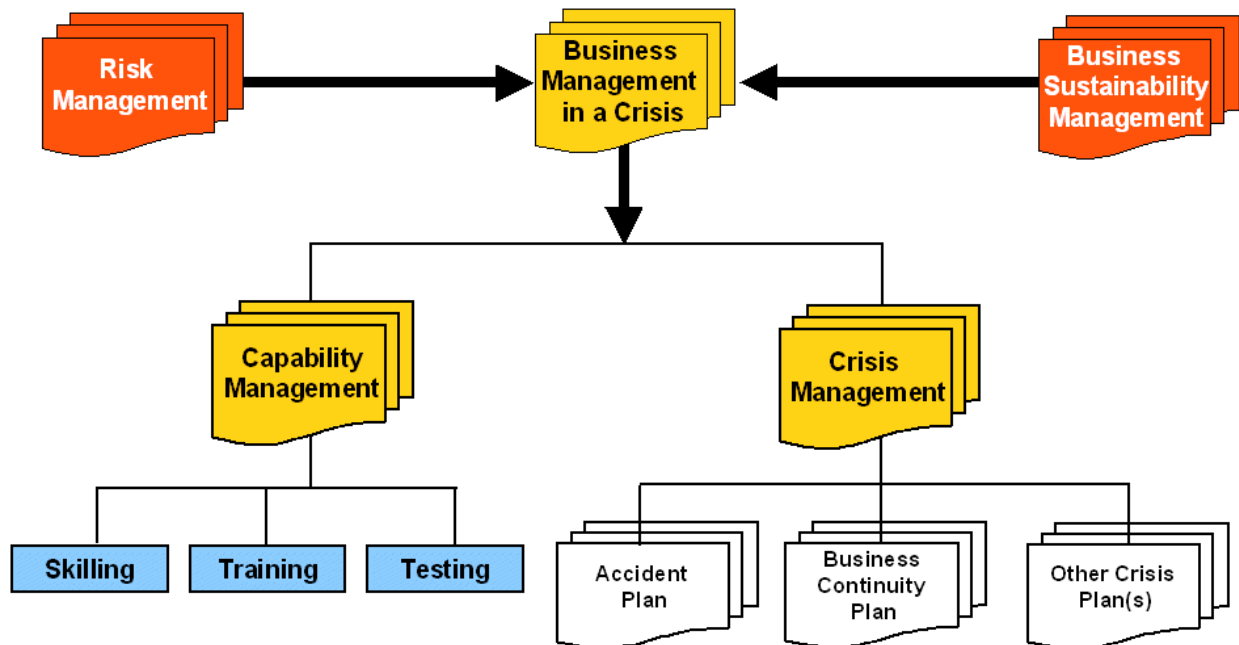 Risk
Management
Business
Management
in a Crisis
Business
Sustainability
Management
Capability
Management
Crisis
Management
Skilling
Training
Testing
Accident
Plan
Business
Continuity
Plan
Other Crisis
Plan(s)